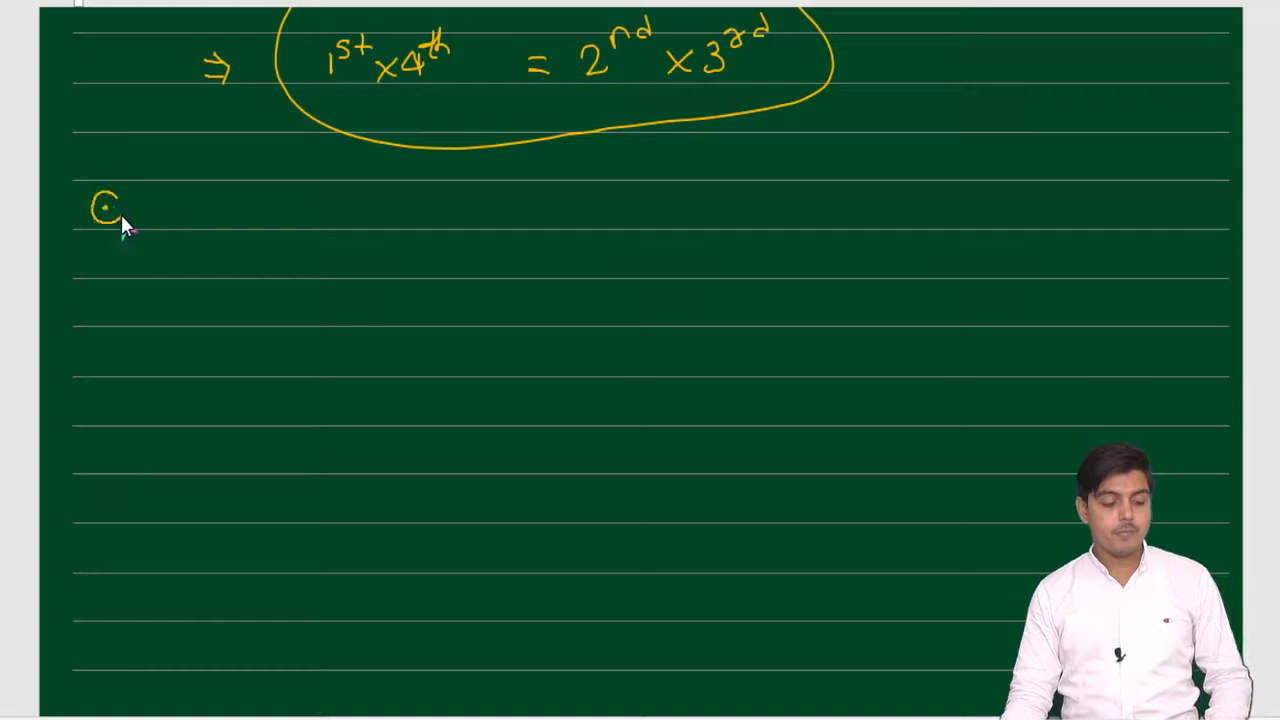 ⇒ 1st × 4th = 2nd × 3rd